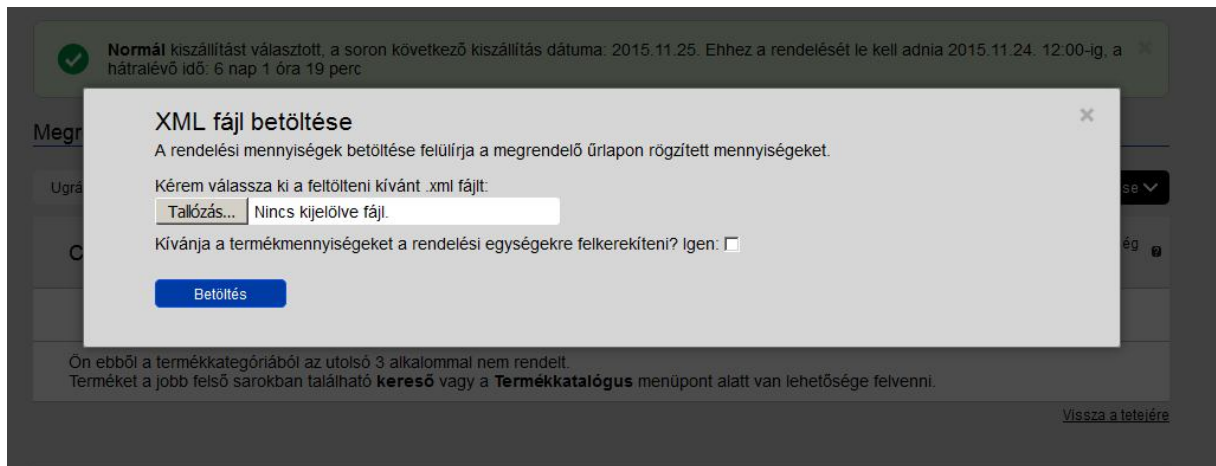 Normál kiszállítást választott, a soron következő kiszállítás dátuma: 2015.11.25. Ehhez a rendelését le kell adnia 2015.11.24. 12:00-ig, a
hátralévő idő: 6 nap 1 óra 19 perc
XML fájl betöltése
A rendelési mennyiségek betöltése felülírja a megrendelő űrlapon rögzített mennyiségeket.
Kérem válassza ki a feltölteni kívánt .xml fájlt:
Tallózás... Nincs kijelölve fájl.
Kívánja a termékmennyiségeket a rendelési egységekre felkerekíteni? Igen:
Betöltés
Ön ebből a termékkategóriából az utolsó 3 alkalommal nem rendelt.
Terméket a jobb felső sarokban található kereső vagy a Termékkatalógus menüpont alatt van lehetősége felvenni.
Vissza a tetejére